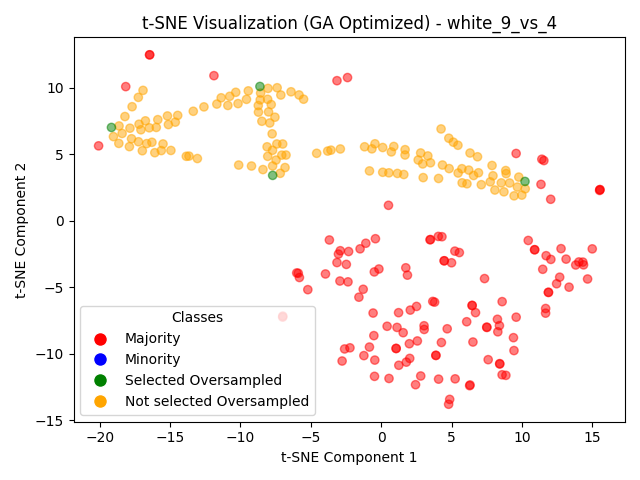 t-SNE Visualization (GA Optimized) - white_9_vs_4
t-SNE Component 2
10
5
0
−5
−10
−15
Classes
Majority
Minority
Selected Oversampled
Not selected Oversampled
−20 −15 −10 −5 0 5 10 15
t-SNE Component 1